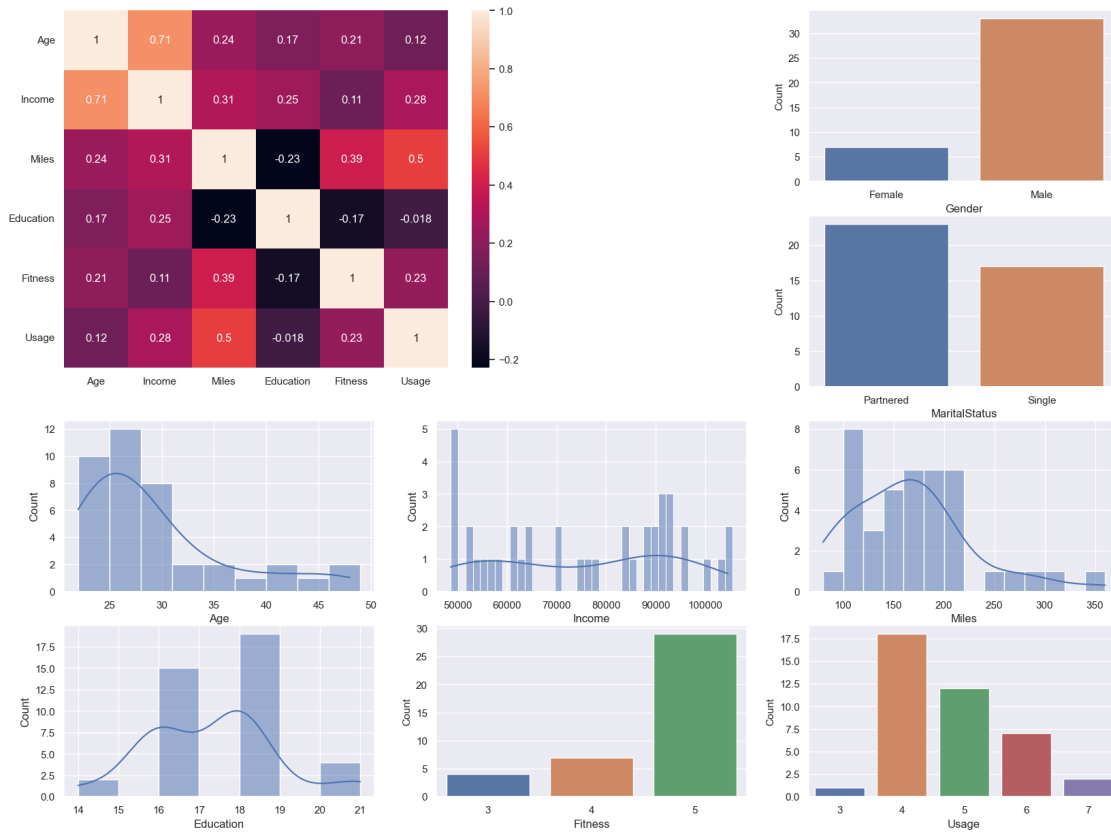 Age 1 0.71 0.24 0.17 0.21 0.12
Income 0.71 1 0.31 0.25 0.11 0.28
Miles 0.24 0.31 1 -0.23 0.39 0.5
Education 0.17 0.25 -0.23 1 -0.17 -0.018
Fitness 0.21 0.11 0.39 -0.17 1 0.23
Usage 0.12 0.28 0.5 -0.018 0.23 1
Age Income Miles Education Fitness Usage
1.0
0.8
0.6
0.4
0.2
0.0
−0.2
Count
30
25
20
15
10
5
0
Female Male
Gender
Count
20
15
10
5
0
Partnered Single
MaritalStatus
Count
12
10
8
6
4
2
0
25 30 35 40 45 50
Age
Count
5
4
3
2
1
0
50000 60000 70000 80000 90000 100000
Income
Count
8
6
4
2
0
100 150 200 250 300 350
Miles
Count
17.5
15.0
12.5
10.0
7.5
5.0
2.5
0.0
14 15 16 17 18 19 20 21
Education
Count
30
25
20
15
10
5
0
3 4 5
Fitness
Count
17.5
15.0
12.5
10.0
7.5
5.0
2.5
0.0
3 4 5 6 7
Usage